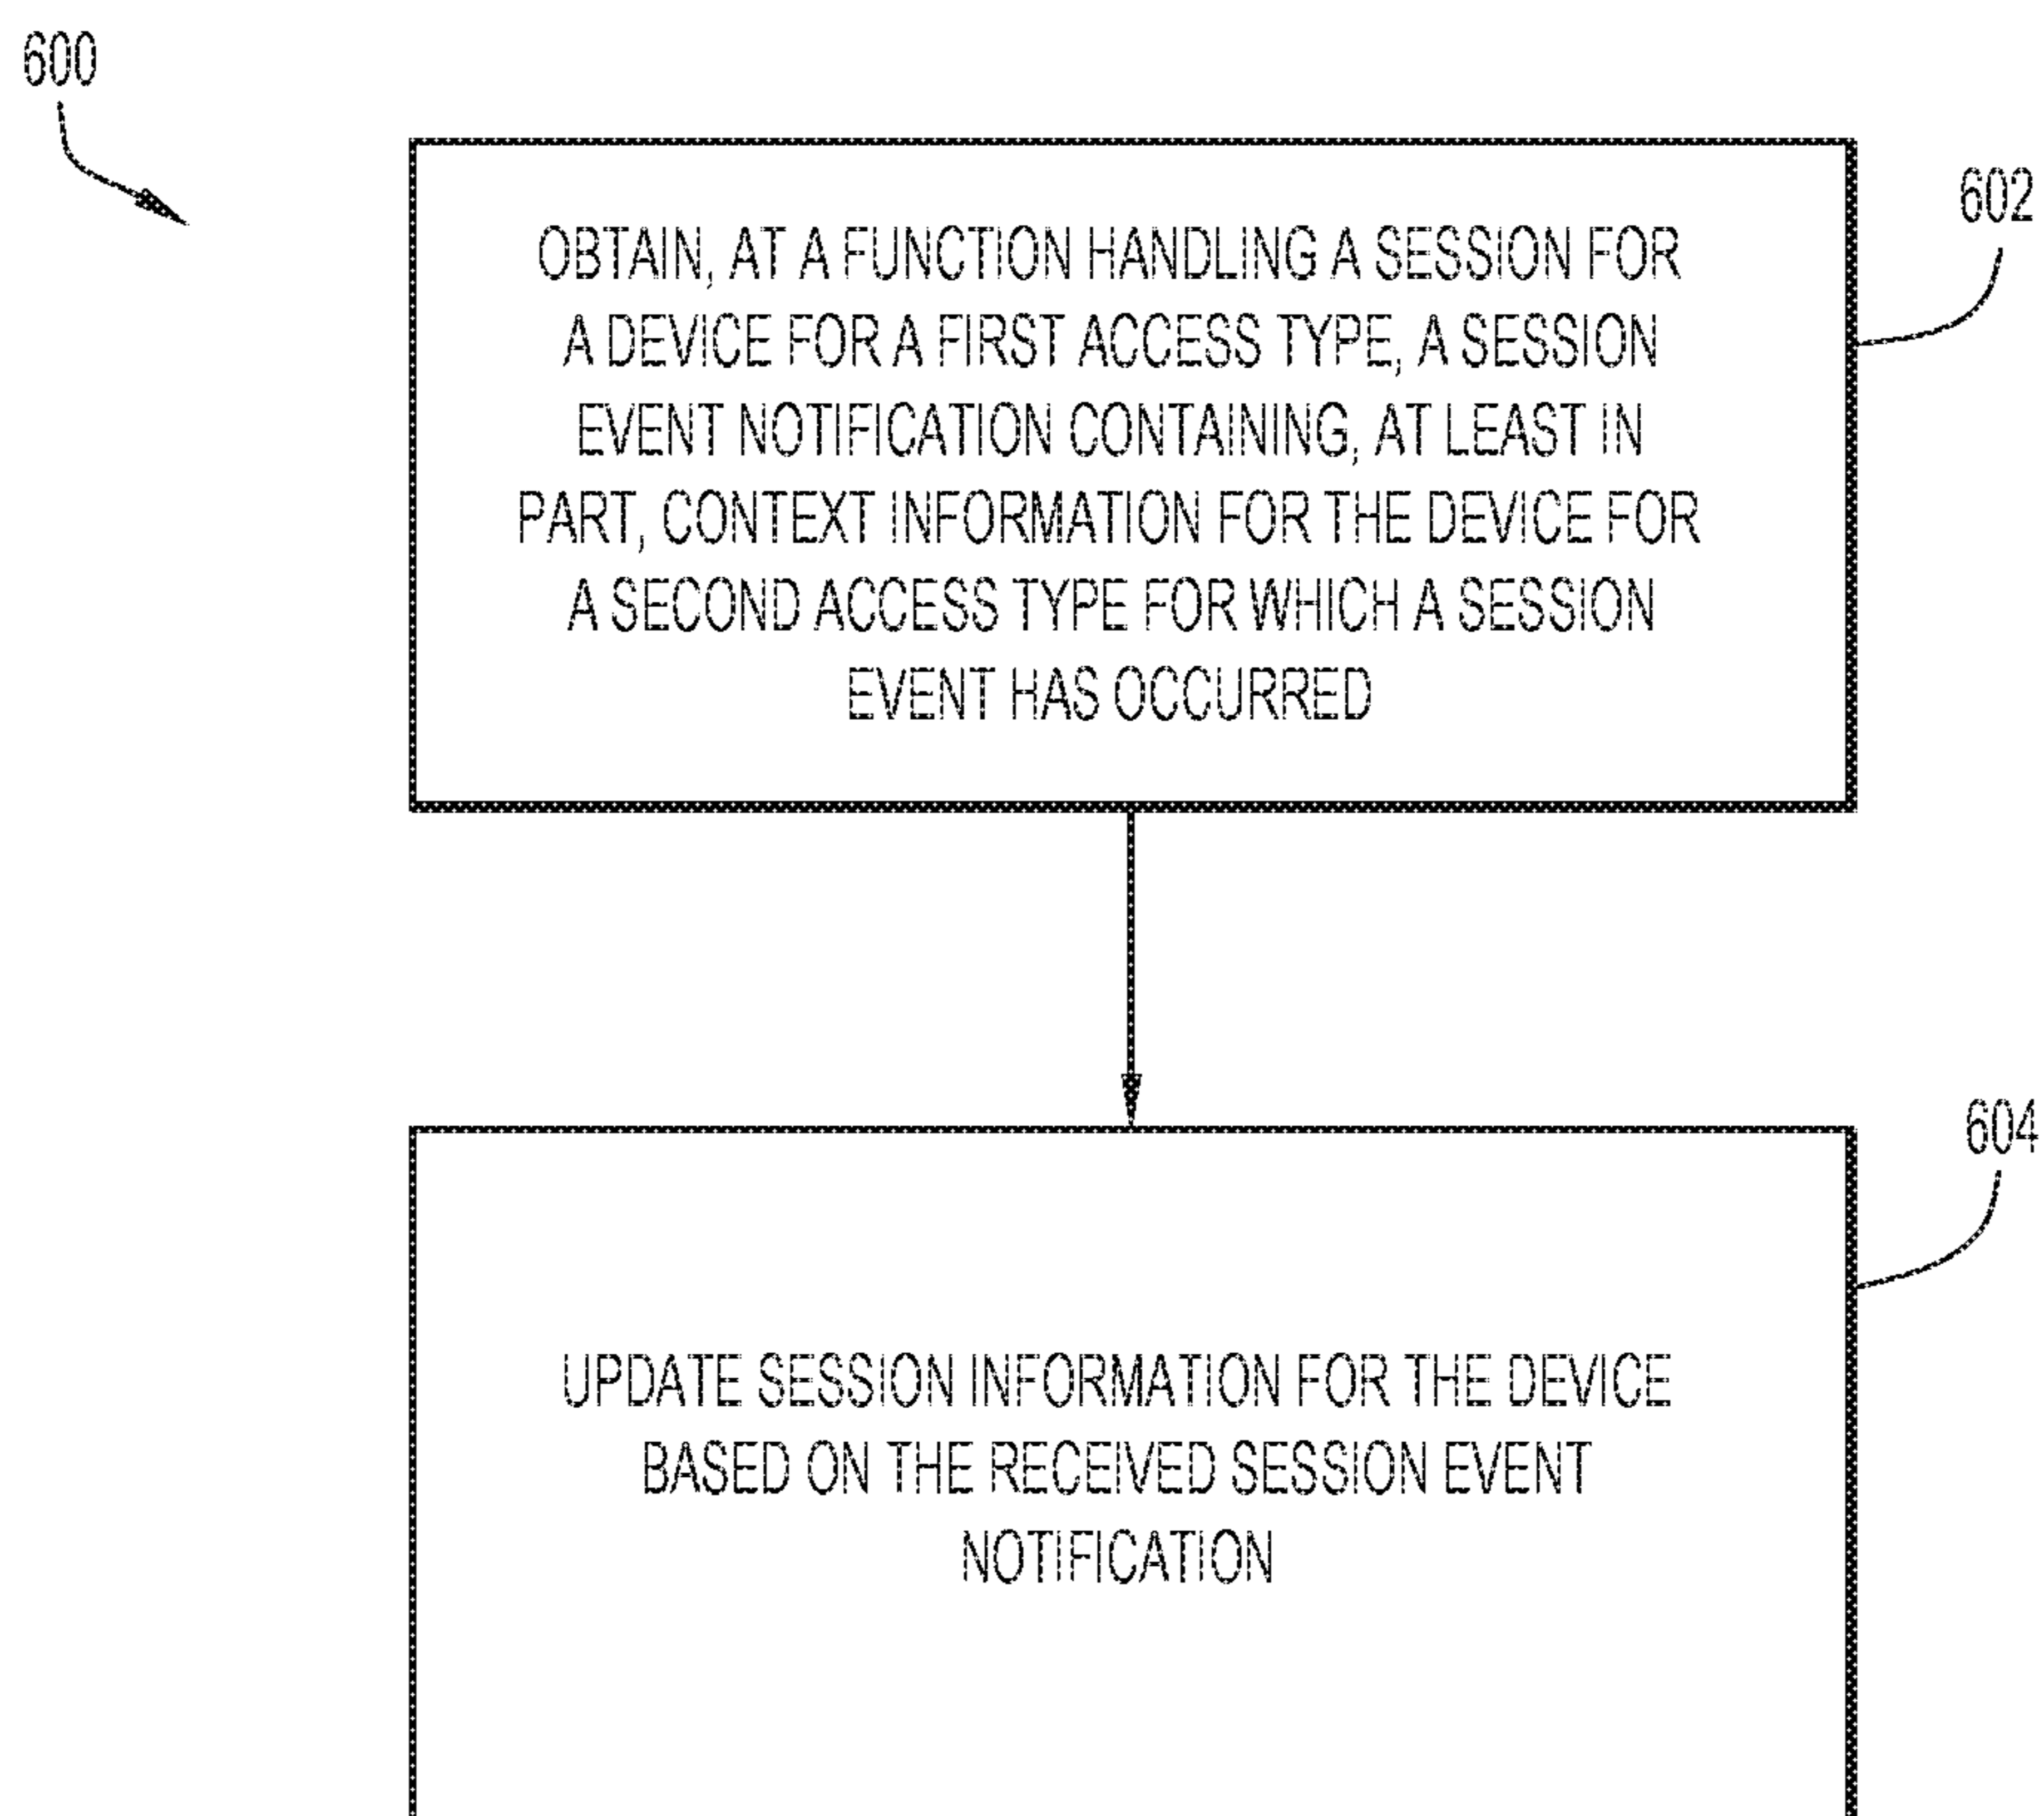 600
602
OBTAIN, AT A FUNCTION HANDLING A SESSION FOR
A DEVICE FOR A FIRST ACCESS TYPE, A SESSION
EVENT NOTIFICATION CONTAINING, AT LEAST IN
PART, CONTEXT INFORMATION FOR THE DEVICE FOR
A SECOND ACCESS TYPE FOR WHICH A SESSION
EVENT HAS OCCURRED
604
UPDATE SESSION INFORMATION FOR THE DEVICE
BASED ON THE RECEIVED SESSION EVENT
NOTIFICATION